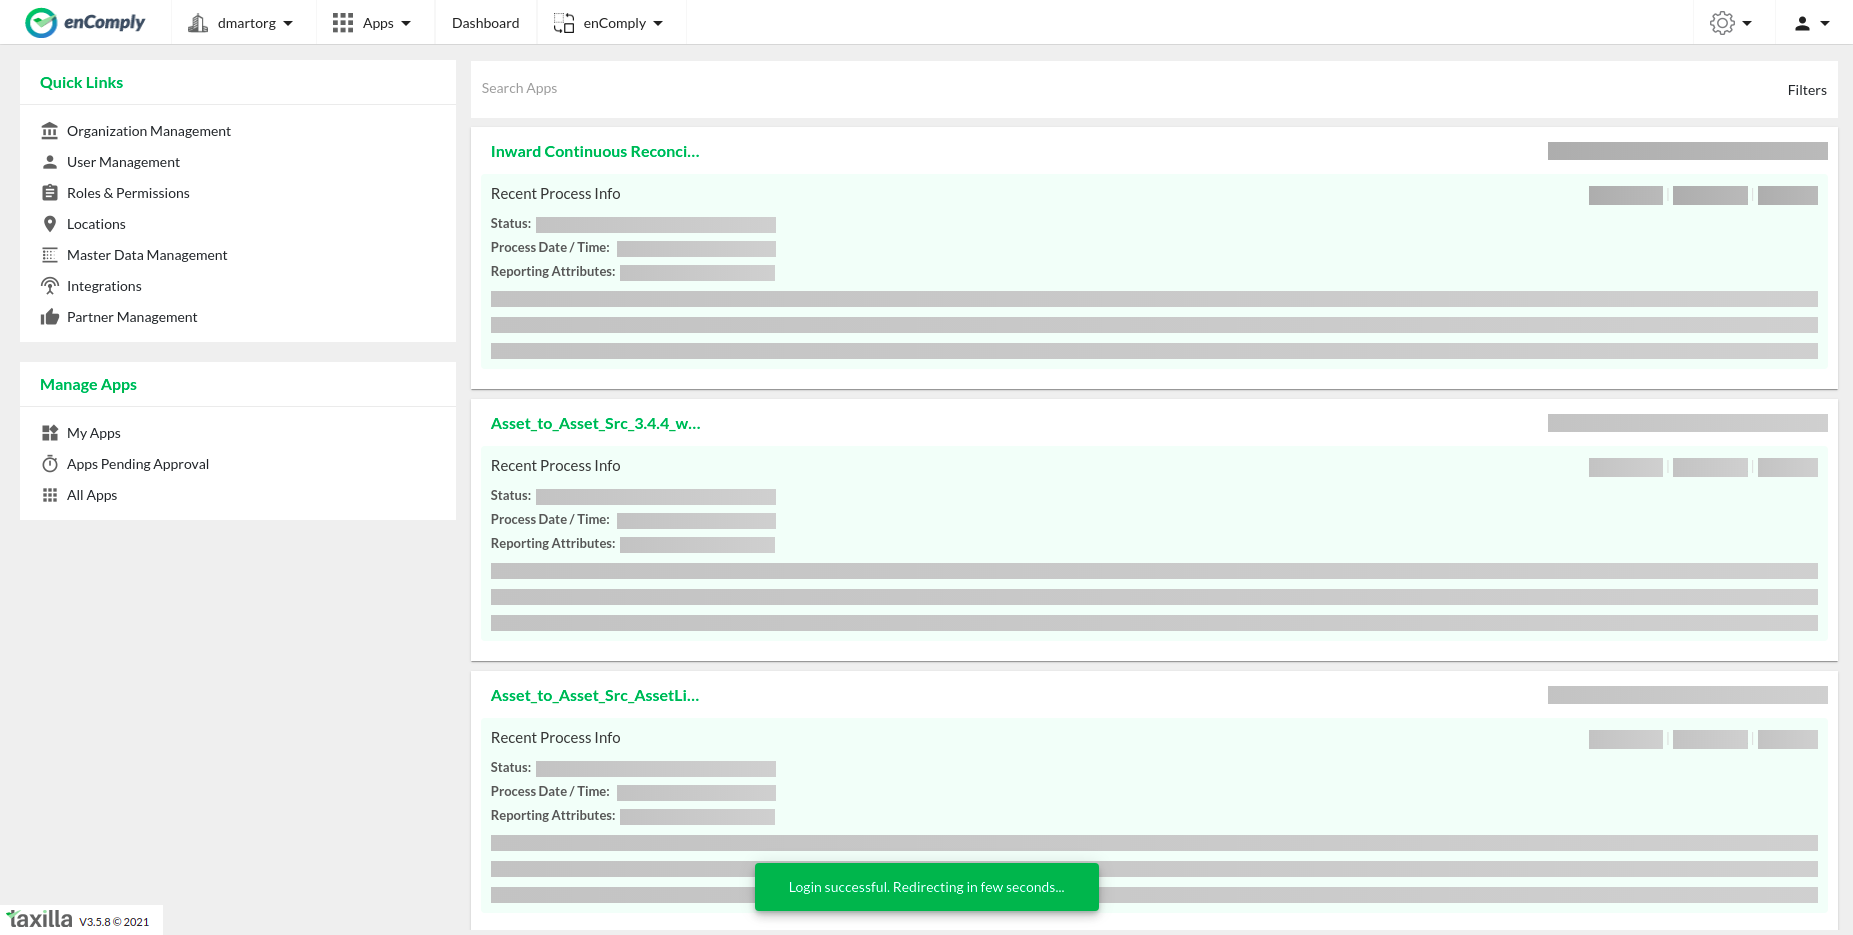 enComply
dmartorg
Apps
Dashboard
enComply
Quick Links
Organization Management
User Management
Roles & Permissions
Locations
Master Data Management
Integrations
Partner Management
Manage Apps
My Apps
Apps Pending Approval
All Apps
Search Apps
Filters
Inward Continuous Reconci...
Recent Process Info
Status:
Process Date / Time:
Reporting Attributes:
Asset_to_Asset_Src_3.4.4_w...
Recent Process Info
Status:
Process Date / Time:
Reporting Attributes:
Asset_to_Asset_Src_AssetLi...
Recent Process Info
Status:
Process Date / Time:
Reporting Attributes:
Login successful. Redirecting in few seconds...
taxilla V3.5.8 © 2021